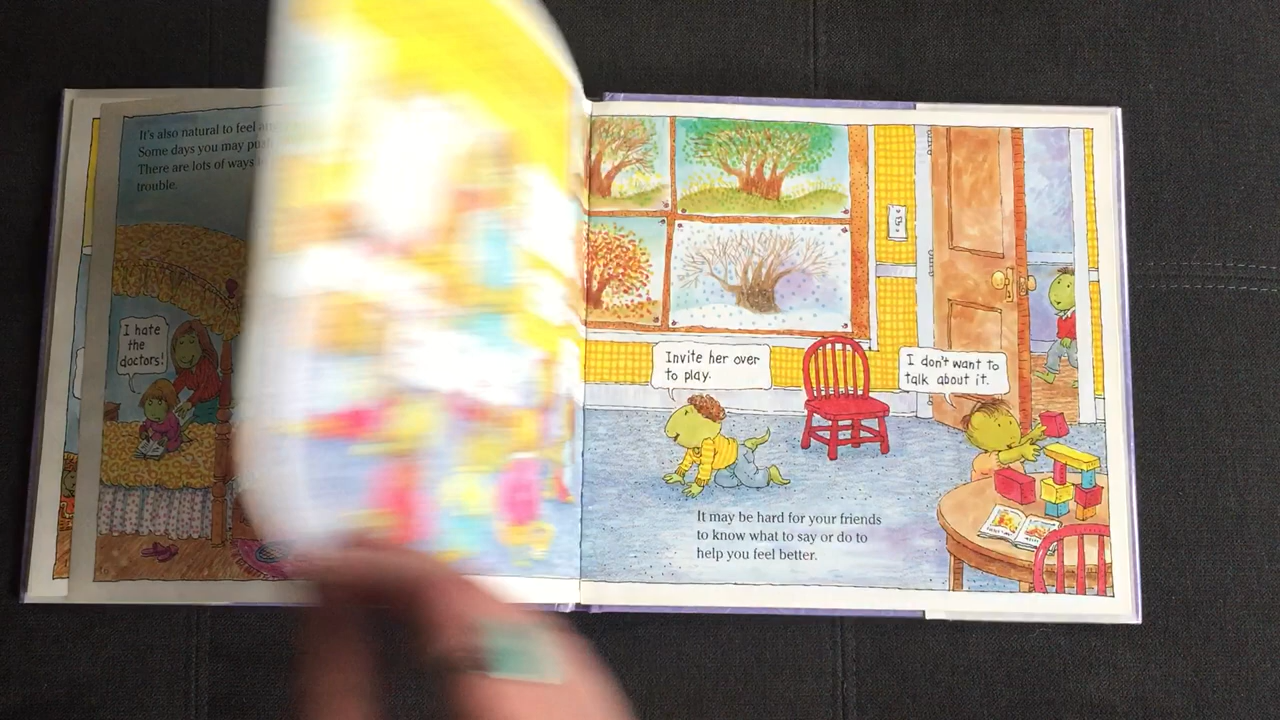 It's also natural to feel
Some days you may
There are lots of ways
trouble.
I hate
the
doctors!
Invite her over
to play.
I don't want to
talk about it.
It may be hard for your friends
to know what to say or do to
help you feel better.